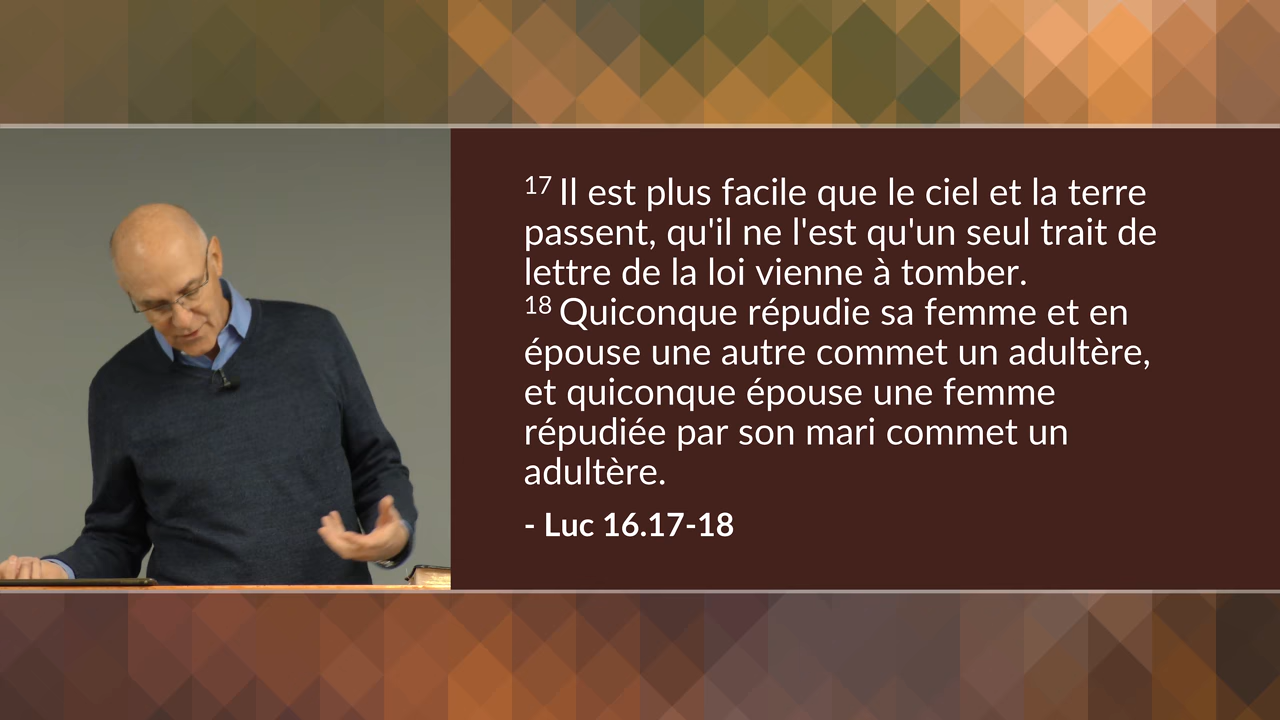 17 Il est plus facile que le ciel et la terre
passent, qu'il ne l'est qu'un seul trait de
lettre de la loi vienne à tomber.
18 Quiconque répudie sa femme et en
épouse une autre commet un adultère,
et quiconque épouse une femme
répudiée par son mari commet un
adultère.
- Luc 16.17-18